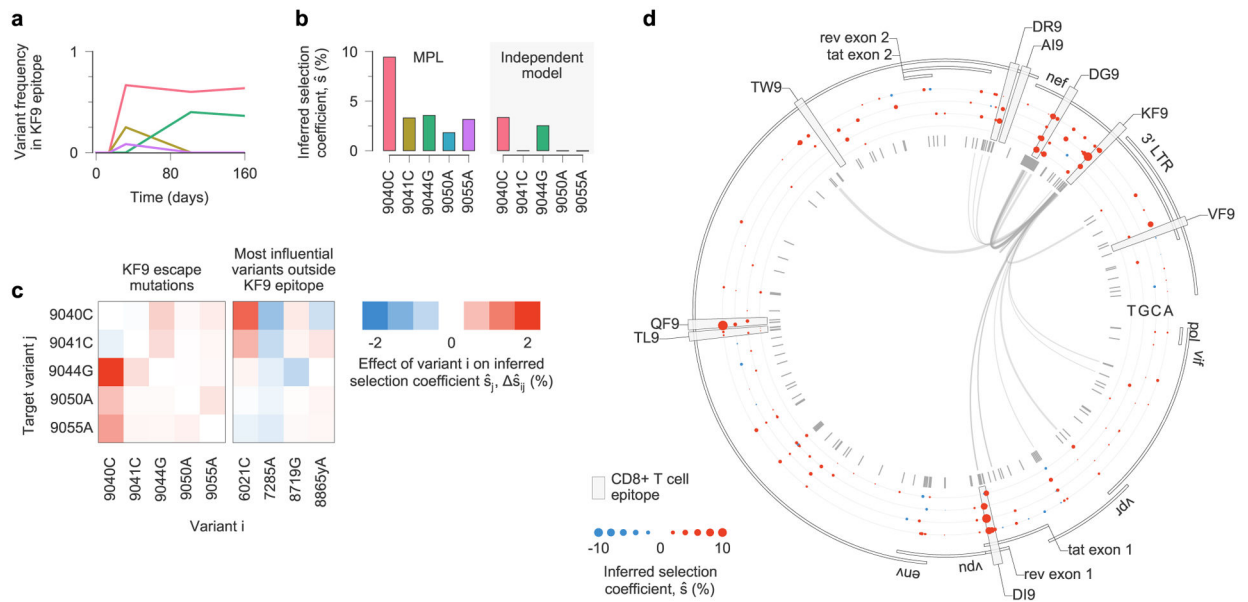 a
Variant frequency
in KF9 epitope
1
0
0 40 80 120 160
Time (days)
b
Inferred selection
coefficient, ŝ (%)
10
5
0
MPL
Independent
model
9040C 9041C 9044G 9050A 9055A
9040C 9041C 9044G 9050A 9055A
c
KF9 escape
mutations
Most influential
variants outside
KF9 epitope
Target variant j
9040C
9041C
9044G
9050A
9055A
9040C 9041C 9044G 9050A 9055A
6021C 7285A 8719G 8865yA
Variant i
-2 0 2
Effect of variant i on inferred
selection coefficient ŝj, Δŝij (%)
d
rev exon 2
tat exon 2
TW9
DR9
AI9
nef
DG9
KF9
3' LTR
VF9
TGCA
pol
vif
vpr
tat exon 1
rev exon 1
DI9
vpu
env
QF9
TL9
CD8+ T cell
epitope
-10 0 10
Inferred selection
coefficient, ŝ (%)